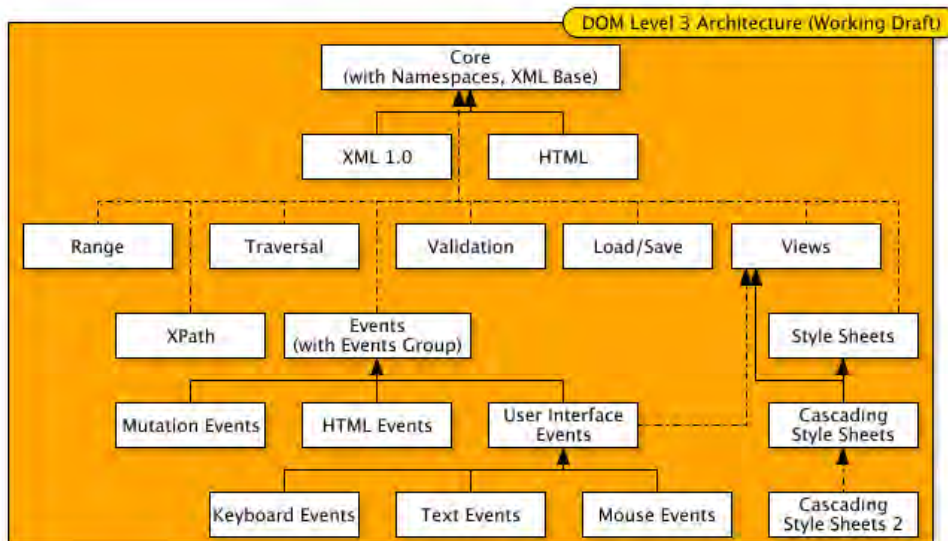 DOM Level 3 Architecture (Working Draft)
Core
(with Namespaces, XML Base)
XML 1.0
HTML
Range
Traversal
Validation
Load/Save
Views
XPath
Events
(with Events Group)
Style Sheets
Mutation Events
HTML Events
User Interface
Events
Cascading
Style Sheets
Keyboard Events
Text Events
Mouse Events
Cascading
Style Sheets 2